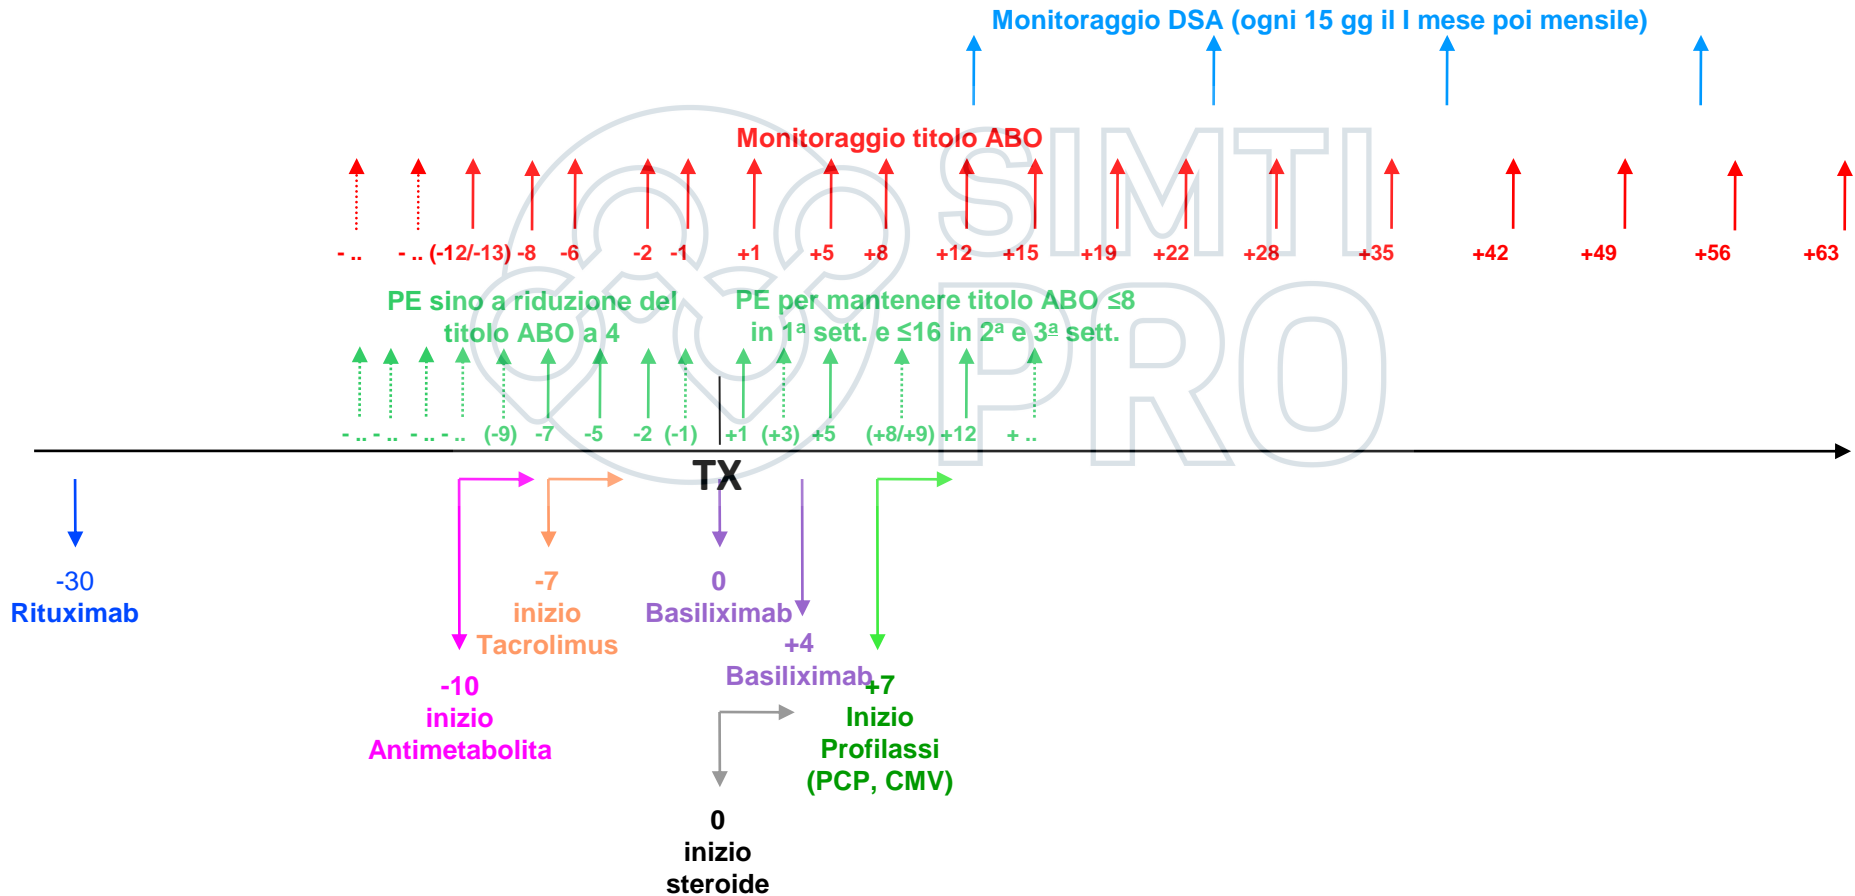 Monitoraggio DSA (ogni 15 gg il I mese poi mensile)
SIMTI
PRO
Monitoraggio titolo ABO
- .. - .. (-12/-13) -8 -6 -2 -1 +1 +5 +8 +12 +15 +19 +22 +28 +35 +42 +49 +56 +63
PE sino a riduzione del
titolo ABO a 4
PE per mantenere titolo ABO ≤8
in 1ª sett. e ≤16 in 2ª e 3ª sett.
- .. - .. - .. - .. (-9) -7 -5 -2 (-1) +1 (+3) +5 (+8/+9) +12 + ..
TX
-30
Rituximab
-10
inizio
Antimetabolita
-7
inizio
Tacrolimus
0
Basiliximab
+4
Basiliximab
+7
Inizio
Profilassi
(PCP, CMV)
0
inizio
steroide